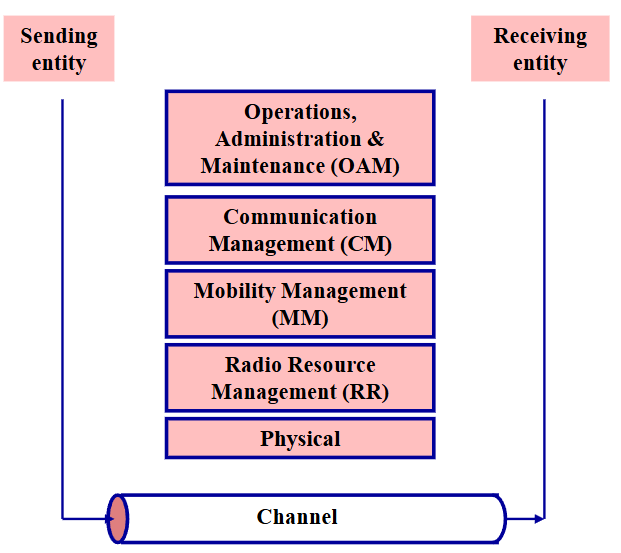 Sending
entity
Receiving
entity
Operations,
Administration &
Maintenance (OAM)
Communication
Management (CM)
Mobility Management
(MM)
Radio Resource
Management (RR)
Physical
Channel